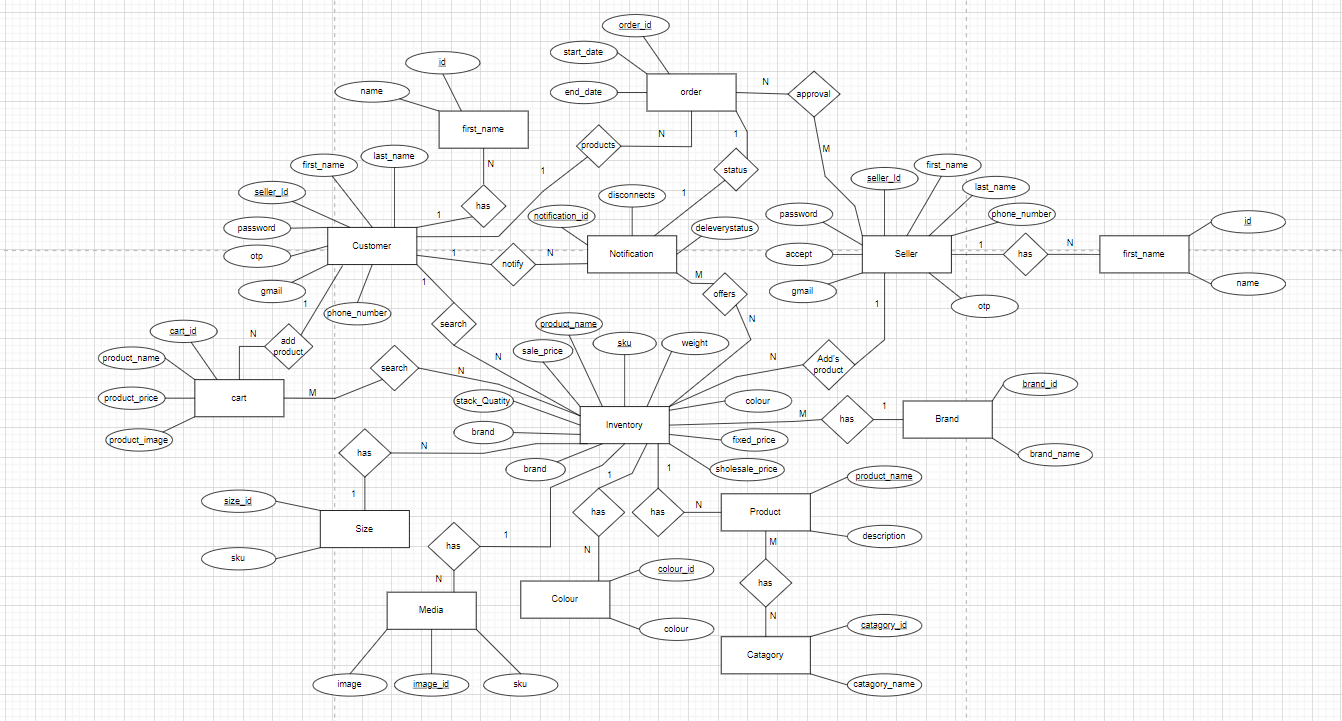 order_id
start_date
end_date
order
N
approval
M
id
name
first_name
N
has
1
products
N
1
1
status
1
first_name
last_name
seller_Id
password
otp
gmail
phone_number
Customer
disconnects
notification_id
deleverystatus
Notification
1
notify
N
M
offers
N
seller_Id
first_name
last_name
phone_number
password
accept
gmail
otp
Seller
1
has
N
first_name
id
name
1
add
product
N
1
search
N
cart_id
product_name
product_price
product_image
cart
M
search
N
product_name
sale_price
sku
weight
stack_Quatity
brand
brand
colour
fixed_price
sholesale_price
Inventory
1
Add's
product
N
M
has
1
Brand
brand_id
brand_name
has
N
1
size_id
sku
Size
has
1
N
Media
image
image_id
sku
1
has
N
Colour
colour_id
colour
1
has
N
Product
product_name
description
M
has
N
Catagory
catagory_id
catagory_name